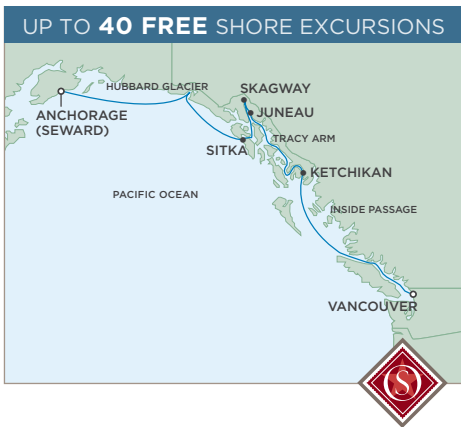 UP TO 40 FREE SHORE EXCURSIONS
HUBBARD GLACIER
SKAGWAY
ANCHORAGE
(SEWARD)
JUNEAU
TRACY ARM
SITKA
KETCHIKAN
PACIFIC OCEAN
INSIDE PASSAGE
VANCOUVER